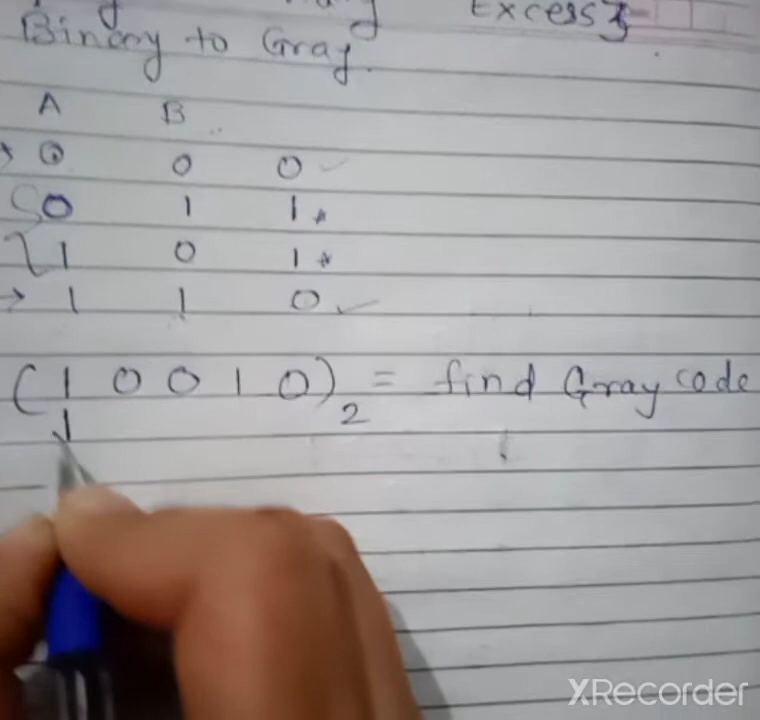 Excess 3
Binary to Gray.
A B
0 0 0 ✓
0 1 1 *
1 0 1 *
→ 1 1 0 ✓
(1 0 0 1 0)2 = find Gray code
1
XRecorder